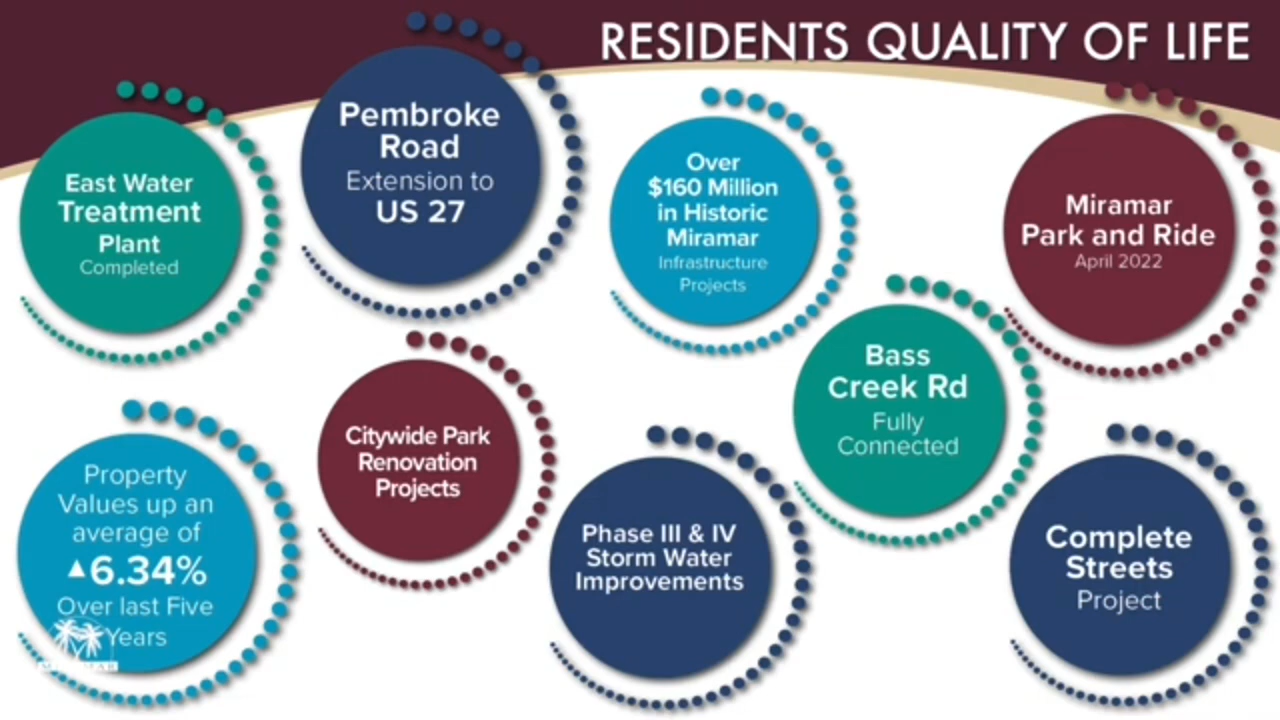 RESIDENTS QUALITY OF LIFE
East Water
Treatment
Plant
Completed
Pembroke
Road
Extension to
US 27
Over
$160 Million
in Historic
Miramar
Infrastructure
Projects
Miramar
Park and Ride
April 2022
Bass
Creek Rd
Fully
Connected
Property
Values up an
average of
▲6.34%
Over last Five
Years
Citywide Park
Renovation
Projects
Phase III & IV
Storm Water
Improvements
Complete
Streets
Project